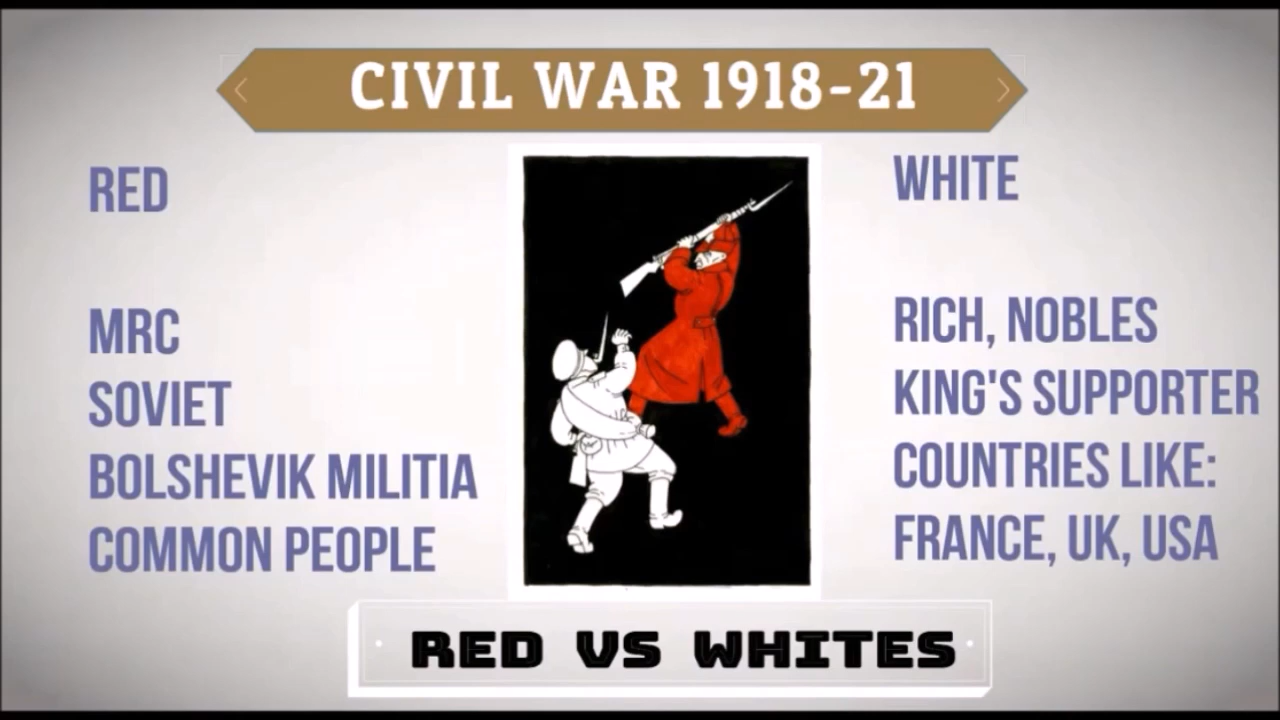 CIVIL WAR 1918-21
RED
MRC
SOVIET
BOLSHEVIK MILITIA
COMMON PEOPLE
WHITE
RICH, NOBLES
KING'S SUPPORTER
COUNTRIES LIKE:
FRANCE, UK, USA
RED VS WHITES